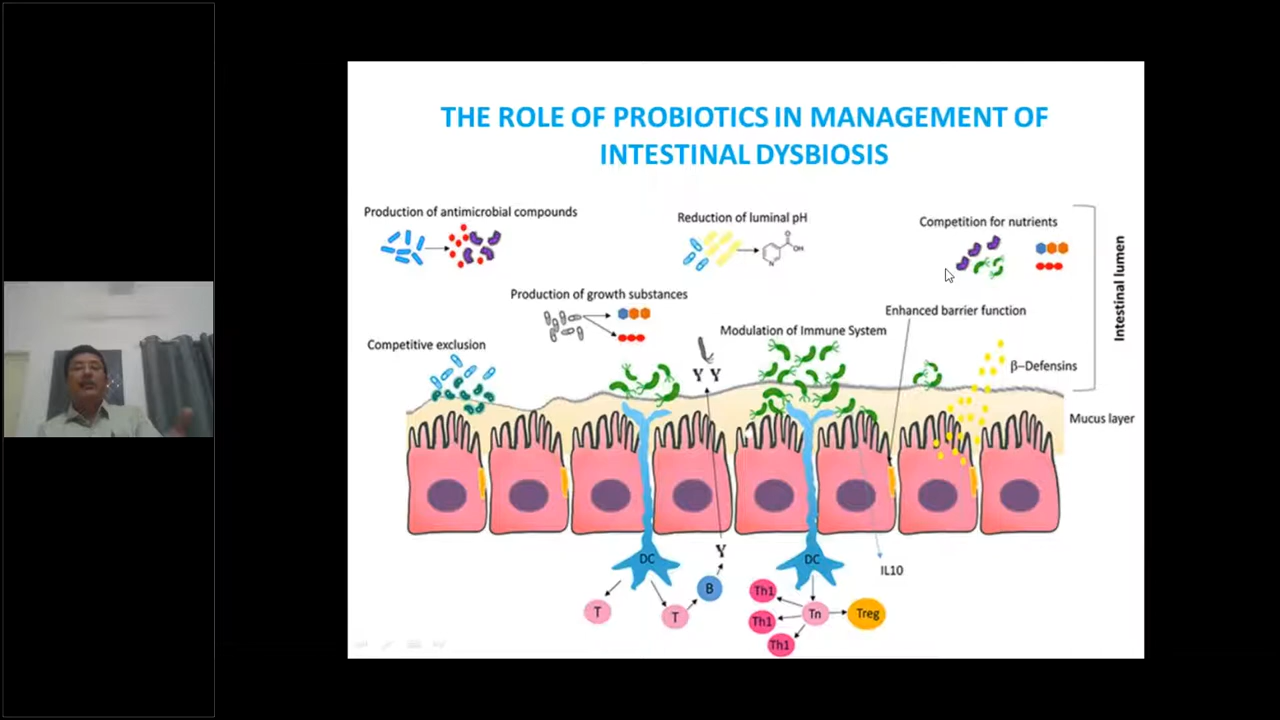 THE ROLE OF PROBIOTICS IN MANAGEMENT OF
INTESTINAL DYSBIOSIS
Production of antimicrobial compounds
Reduction of luminal pH
Competition for nutrients
O
OH
N
Intestinal lumen
Production of growth substances
Enhanced barrier function
Modulation of Immune System
Competitive exclusion
β–Defensins
Y Y
Mucus layer
Y
DC
DC
IL10
B
Th1
T
T
Th1
Tn
Treg
Th1